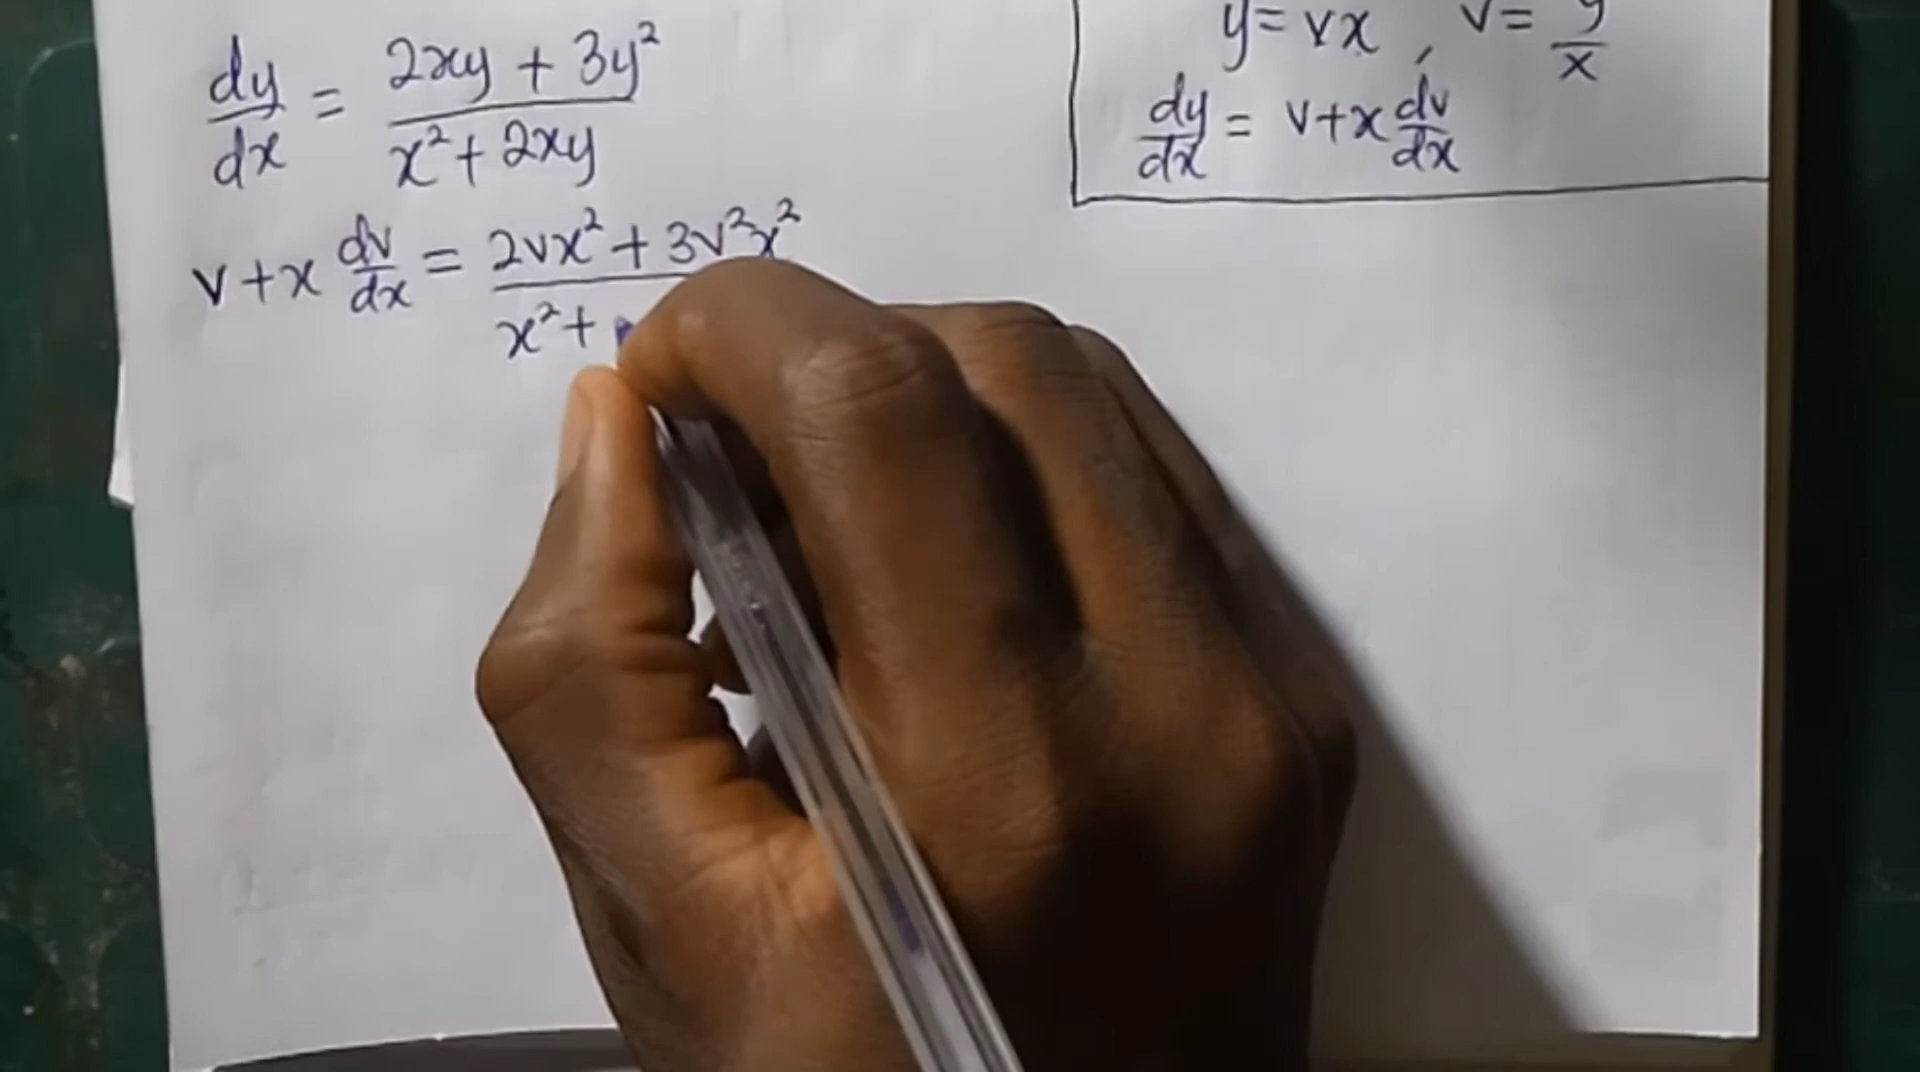 dy/dx = (2xy + 3y²)/(x² + 2xy)
v + x dv/dx = (2vx² + 3v²x²)/(x² +
y = vx, v = y/x
dy/dx = v + x dv/dx